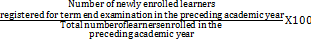 Number of newly enrolled learners
registered for term end examination in the preceding academic year
Total numberoflearnersenrolled in the
preceding academic year
X100